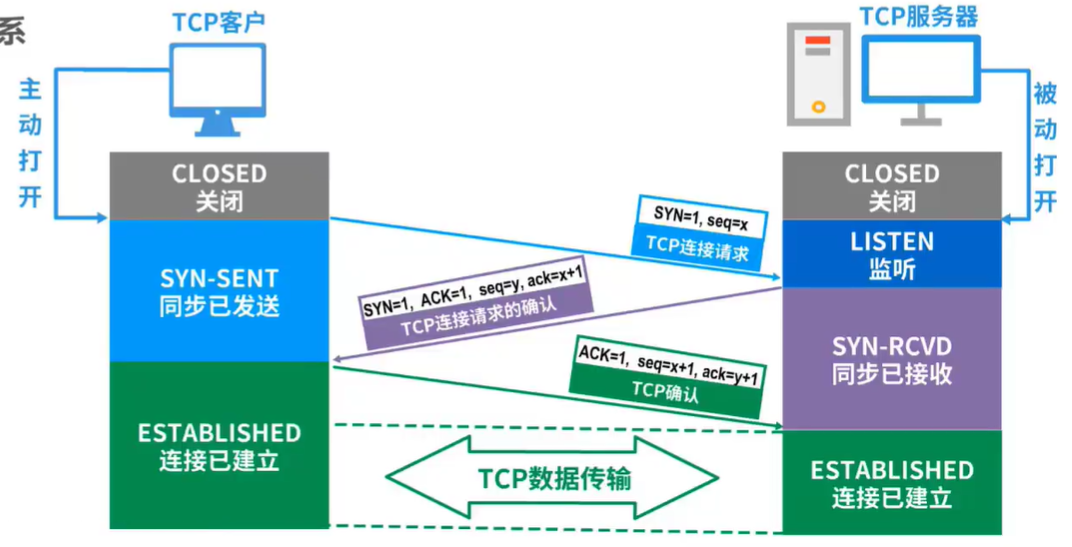 系
TCP客户
TCP服务器
主动打开
被动打开
CLOSED
关闭
CLOSED
关闭
SYN=1, seq=x
TCP连接请求
LISTEN
监听
SYN-SENT
同步已发送
SYN=1, ACK=1, seq=y, ack=x+1
TCP连接请求的确认
SYN-RCVD
同步已接收
ACK=1, seq=x+1, ack=y+1
TCP确认
ESTABLISHED
连接已建立
TCP数据传输
ESTABLISHED
连接已建立